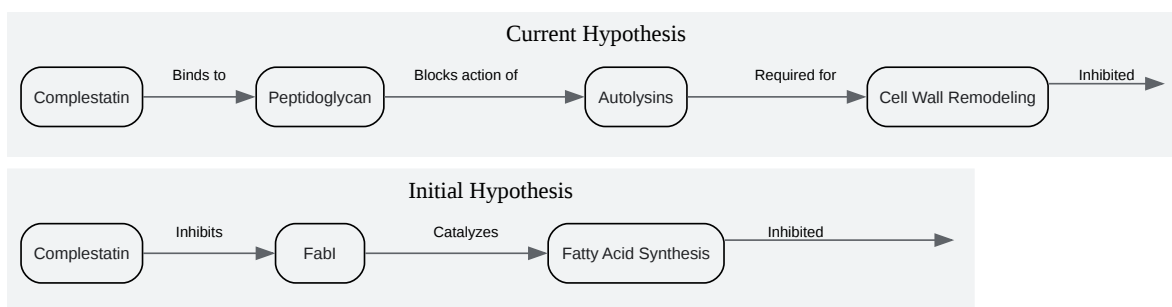 Current Hypothesis
Complestatin
Binds to
Peptidoglycan
Blocks action of
Autolysins
Required for
Cell Wall Remodeling
Inhibited
Initial Hypothesis
Complestatin
Inhibits
FabI
Catalyzes
Fatty Acid Synthesis
Inhibited